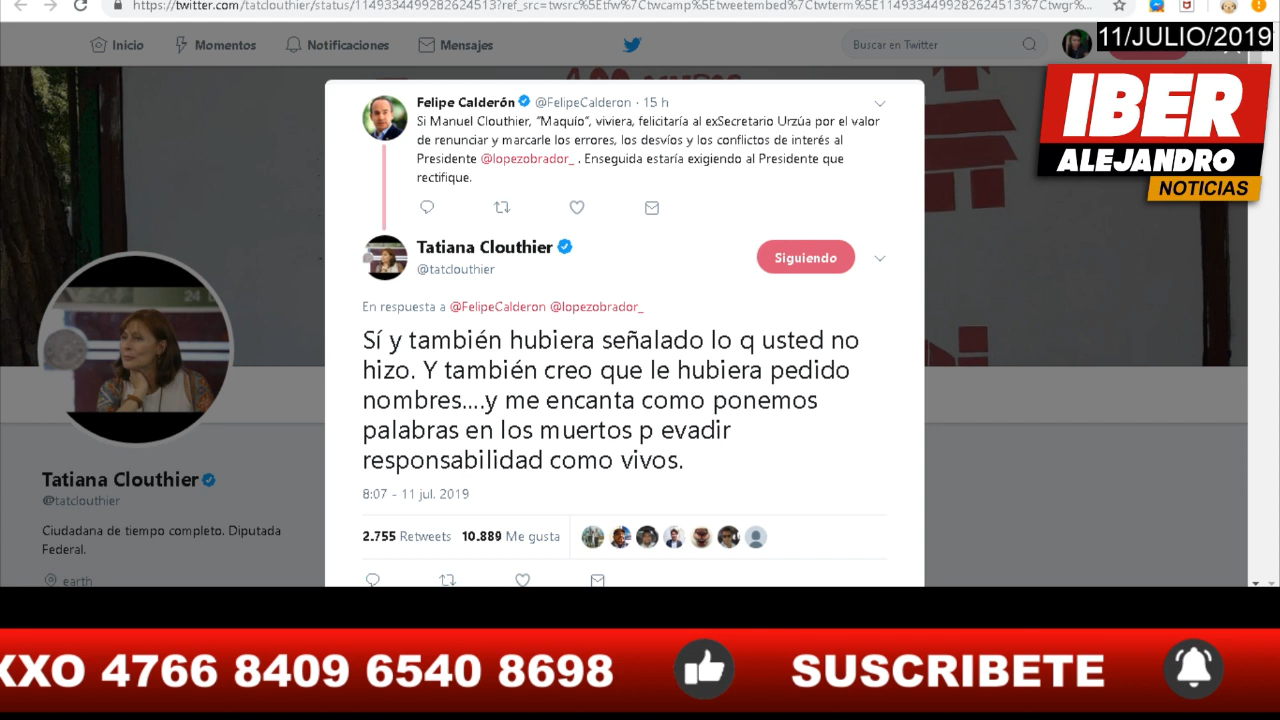 https://twitter.com/tatclouthier/status/1149334499282624513?ref_src=twsrc%5Etfw%7Ctwcamp%5Etweetembed%7Ctwterm%5E1149334499282624513%7Ctwgr%...
Inicio Momentos Notificaciones Mensajes Buscar en Twitter
11/JULIO/2019
IBER
ALEJANDRO
NOTICIAS
Felipe Calderón @FelipeCalderon · 15 h
Si Manuel Clouthier, "Maquío", viviera, felicitaría al exSecretario Urzúa por el valor
de renunciar y marcarle los errores, los desvíos y los conflictos de interés al
Presidente @lopezobrador_ . Enseguida estaría exigiendo al Presidente que
rectifique.
Tatiana Clouthier
@tatclouthier
Siguiendo
En respuesta a @FelipeCalderon @lopezobrador_
Sí y también hubiera señalado lo q usted no
hizo. Y también creo que le hubiera pedido
nombres....y me encanta como ponemos
palabras en los muertos p evadir
responsabilidad como vivos.
8:07 - 11 jul. 2019
2.755 Retweets 10.889 Me gusta
Tatiana Clouthier
@tatclouthier
Ciudadana de tiempo completo. Diputada
Federal.
earth
XXO 4766 8409 6540 8698
SUSCRIBETE